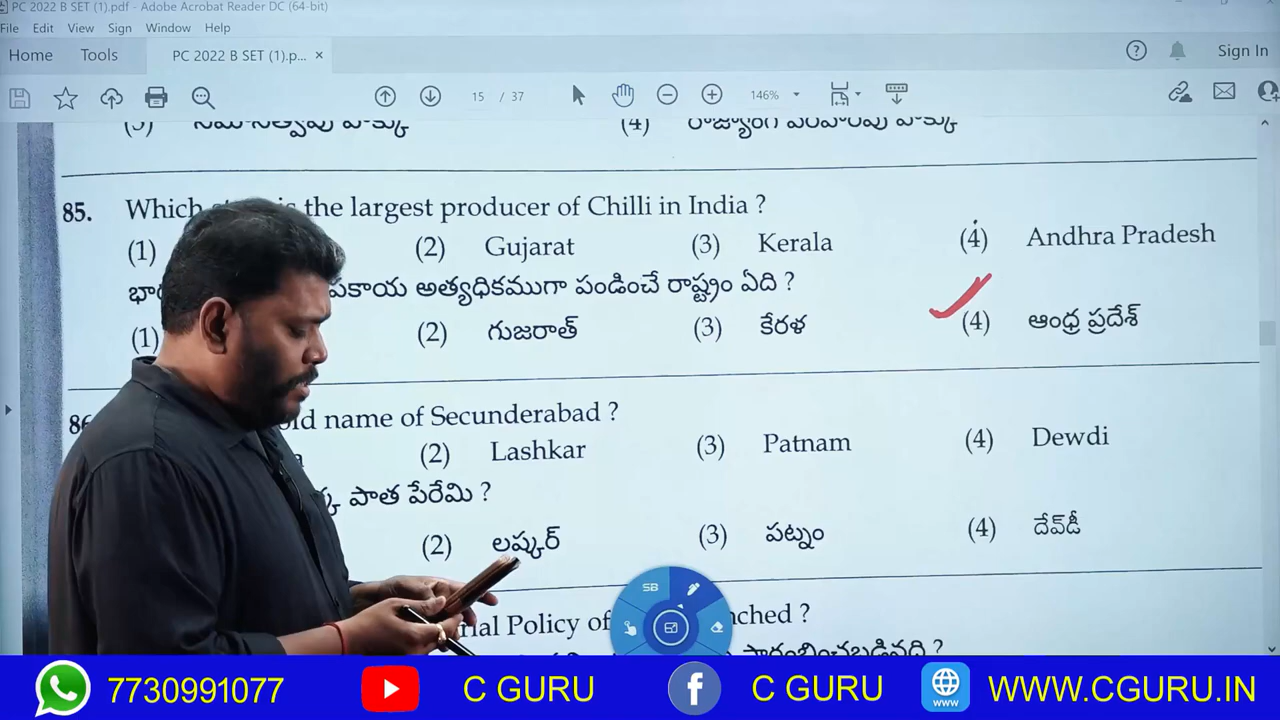 PC 2022 B SET (1).pdf - Adobe Acrobat Reader DC (64-bit)
File Edit View Sign Window Help
Home Tools PC 2022 B SET (1).p... × Sign In
15 / 37 146%
(4)
85. Which is the largest producer of Chilli in India ?
(1) (2) Gujarat (3) Kerala (4) Andhra Pradesh
అత్యధికముగా పండించే రాష్ట్రం ఏది ?
(1) (2) గుజరాత్ (3) కేరళ (4) ఆంధ్ర ప్రదేశ్
old name of Secunderabad ?
(2) Lashkar (3) Patnam (4) Dewdi
పాత పేరేమి ?
(2) లష్కర్ (3) పట్నం (4) దేవ్‌డీ
SB
Policy of ?
7730991077 C GURU f C GURU www WWW.CGURU.IN